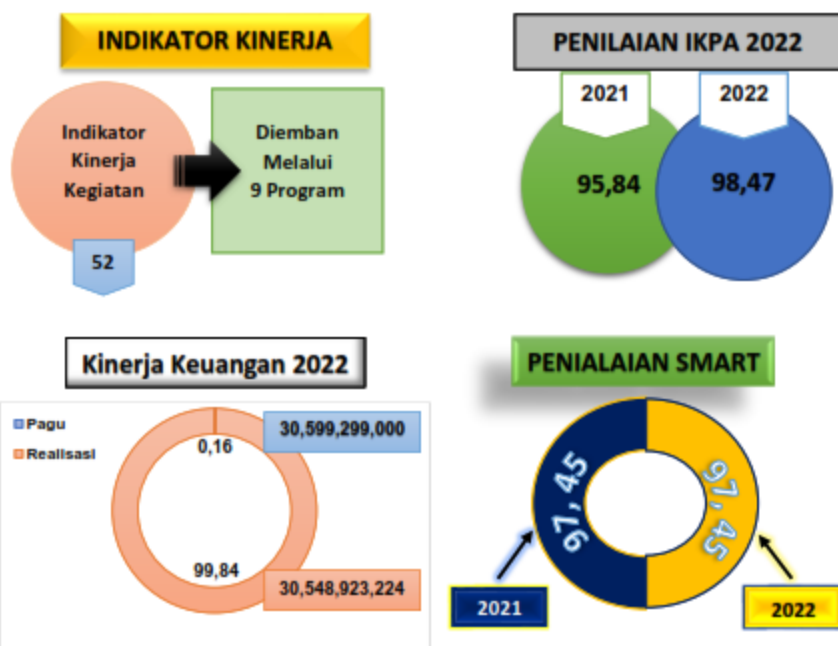 INDIKATOR KINERJA
Indikator
Kinerja
Kegiatan
52
Diemban
Melalui
9 Program
PENILAIAN IKPA 2022
2021
2022
95,84
98,47
Kinerja Keuangan 2022
Pagu
Realisasi
0,16
30,599,299,000
99,84
30,548,923,224
PENIALAIAN SMART
97,45
97,45
2021
2022